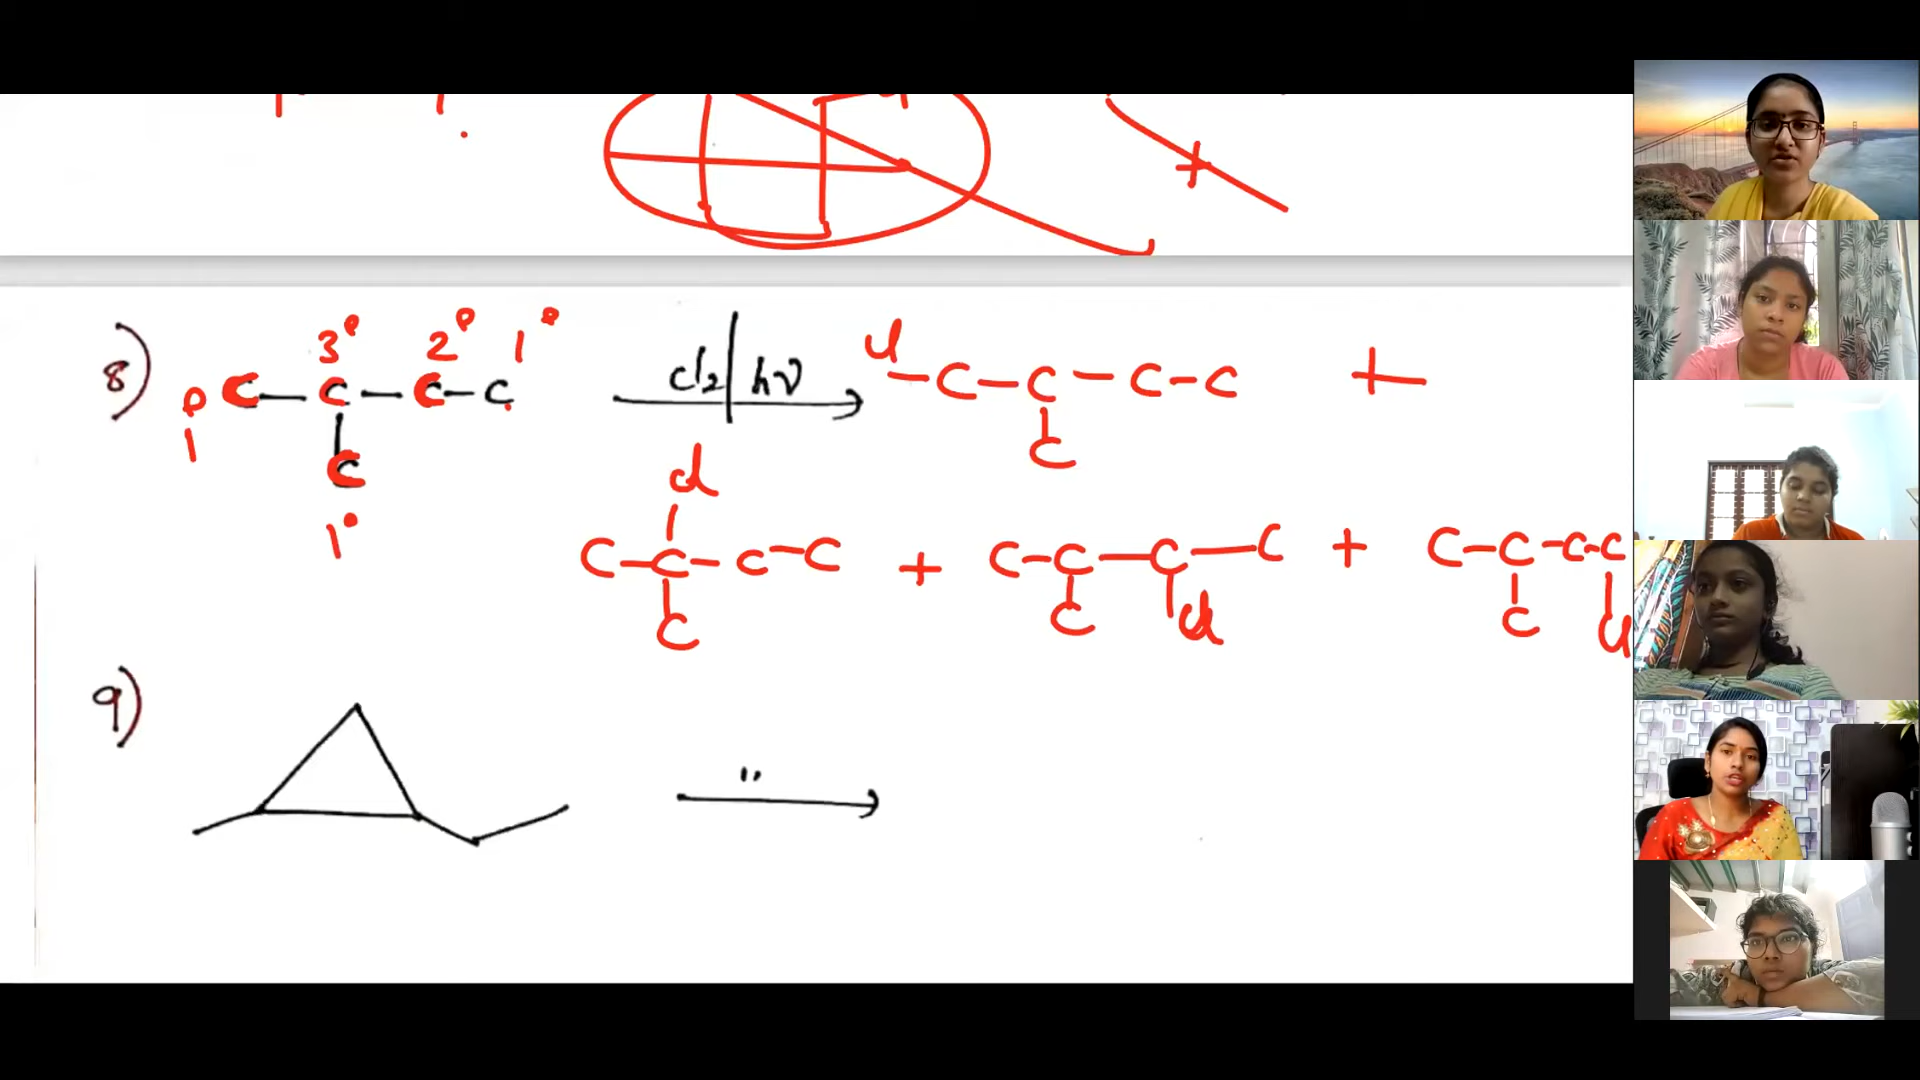 8) 1° C — C — C — C 3° 2° 1° Cl2 | hν Cl — C — C — C — C +
C 1° C
Cl
C — C — C — C + C — C — C — C + C — C — C — C
C C Cl C Cl
9) "